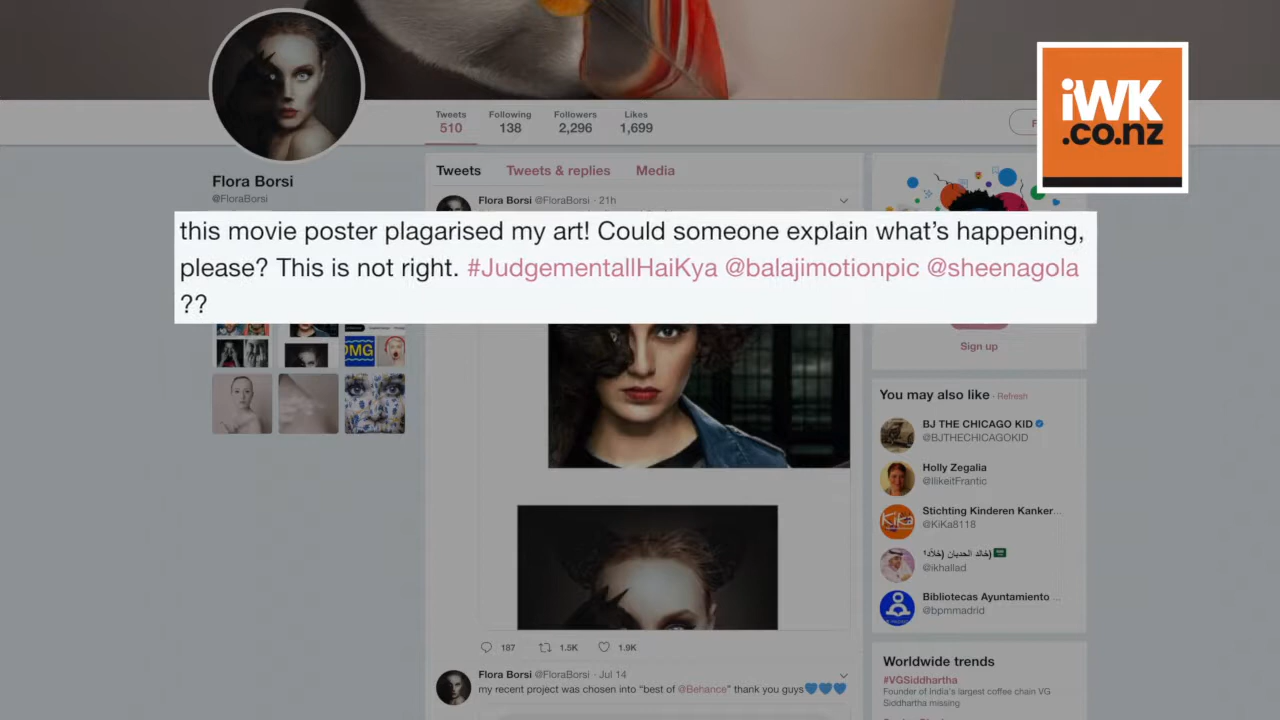 iWK
.co.nz
Tweets Following Followers Likes
510 138 2,296 1,699
Flora Borsi
@FloraBorsi
Tweets Tweets & replies Media
Flora Borsi @FloraBorsi · 21h
this movie poster plagarised my art! Could someone explain what's happening,
please? This is not right. #JudgementallHaiKya @balajimotionpic @sheenagola
??
OMG
Sign up
You may also like · Refresh
BJ THE CHICAGO KID
@BJTHECHICAGOKID
Holly Zegalia
@IlikeitFrantic
Stichting Kinderen Kanker...
@KiKa8118
@ikhallad
Bibliotecas Ayuntamiento ...
@bpmmadrid
187 1.5K 1.9K
Flora Borsi @FloraBorsi · Jul 14
my recent project was chosen into "best of @Behance" thank you guys💙💙💙
Worldwide trends
#VGSiddhartha
Founder of India's largest coffee chain VG
Siddhartha missing